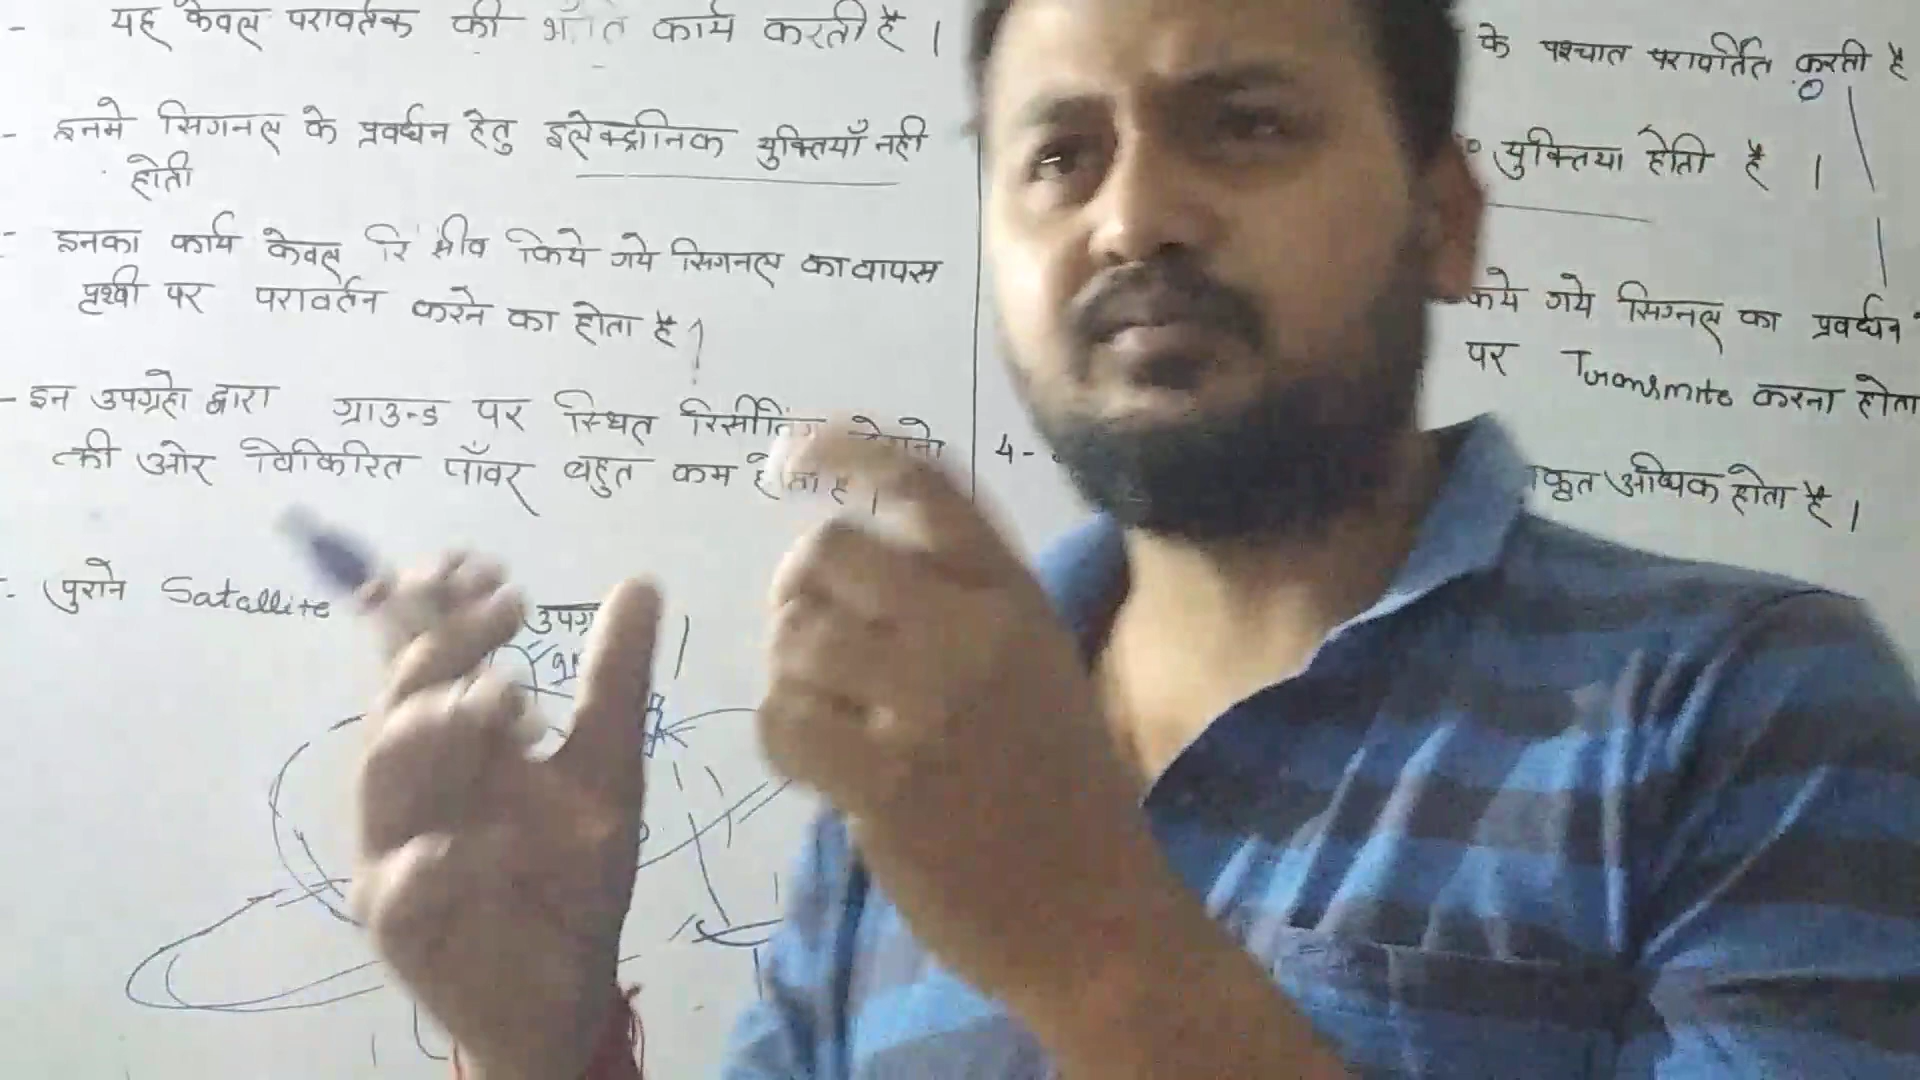 - यह केवल परावर्तक की भाँति कार्य करती है ।
- इनमे सिगनल के प्रवर्धन हेतु इलेक्ट्रानिक युक्तियाँ नही
होती
- इनका कार्य केवल रिसीव किये गये सिगनल का वापस
पृथ्वी पर परावर्तन करने का होता है ।
- इन उपग्रहो द्वारा ग्राउन्ड पर स्थित रिसीविंग
की ओर विकिरित पॉवर बहुत कम होता है ।
- पुराने Satallite
उपग्र
के पश्चात परावर्तित करती है
युक्तिया होती है ।
किये गये सिग्नल का प्रवर्धन
पर Transmite करना होता
4-
कृत अधिक होता है ।